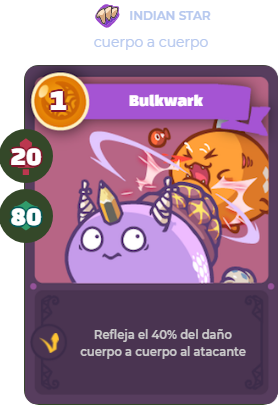 INDIAN STAR
cuerpo a cuerpo
1
Bulkwark
20
80
Refleja el 40% del daño
cuerpo a cuerpo al atacante